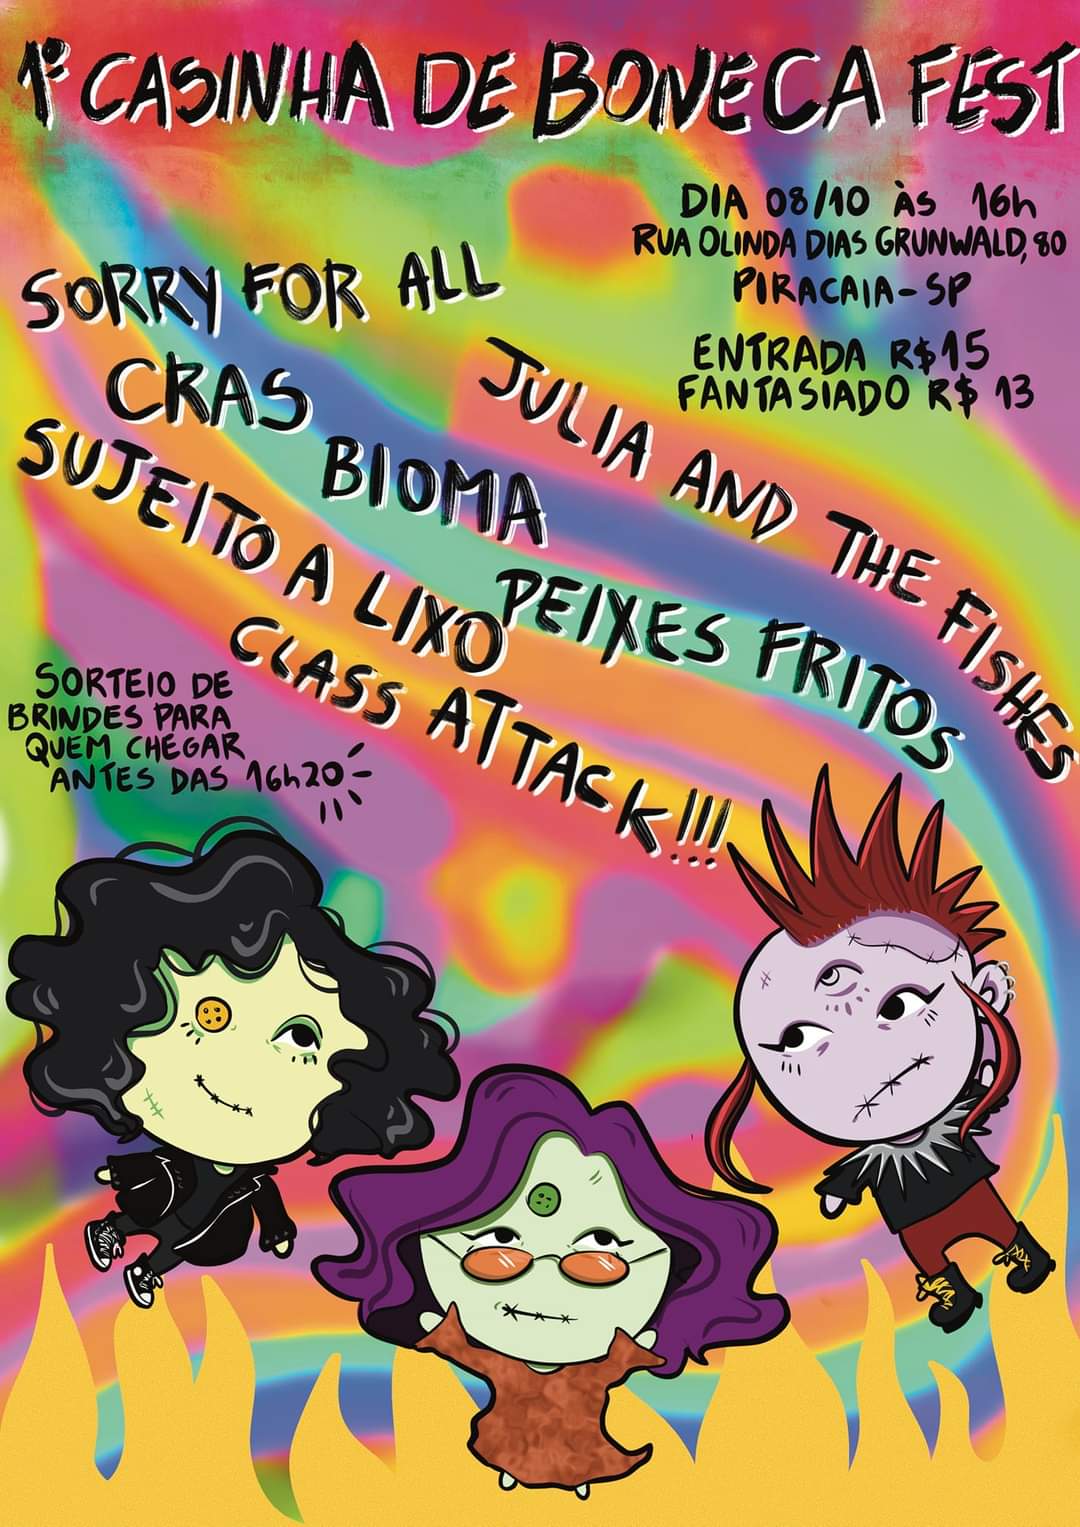 1º CASINHA DE BONECA FEST
DIA 08/10 ÀS 16h
RUA OLINDA DIAS GRUNWALD, 80
PIRACAIA-SP
ENTRADA R$15
FANTASIADO R$ 13
SORRY FOR ALL
JULIA AND THE FISHES
CRAS
BIOMA
SUJEITO A LIXO
PEIXES FRITOS
CLASS ATTACK!!!
SORTEIO DE
BRINDES PARA
QUEM CHEGAR
ANTES DAS 16h20